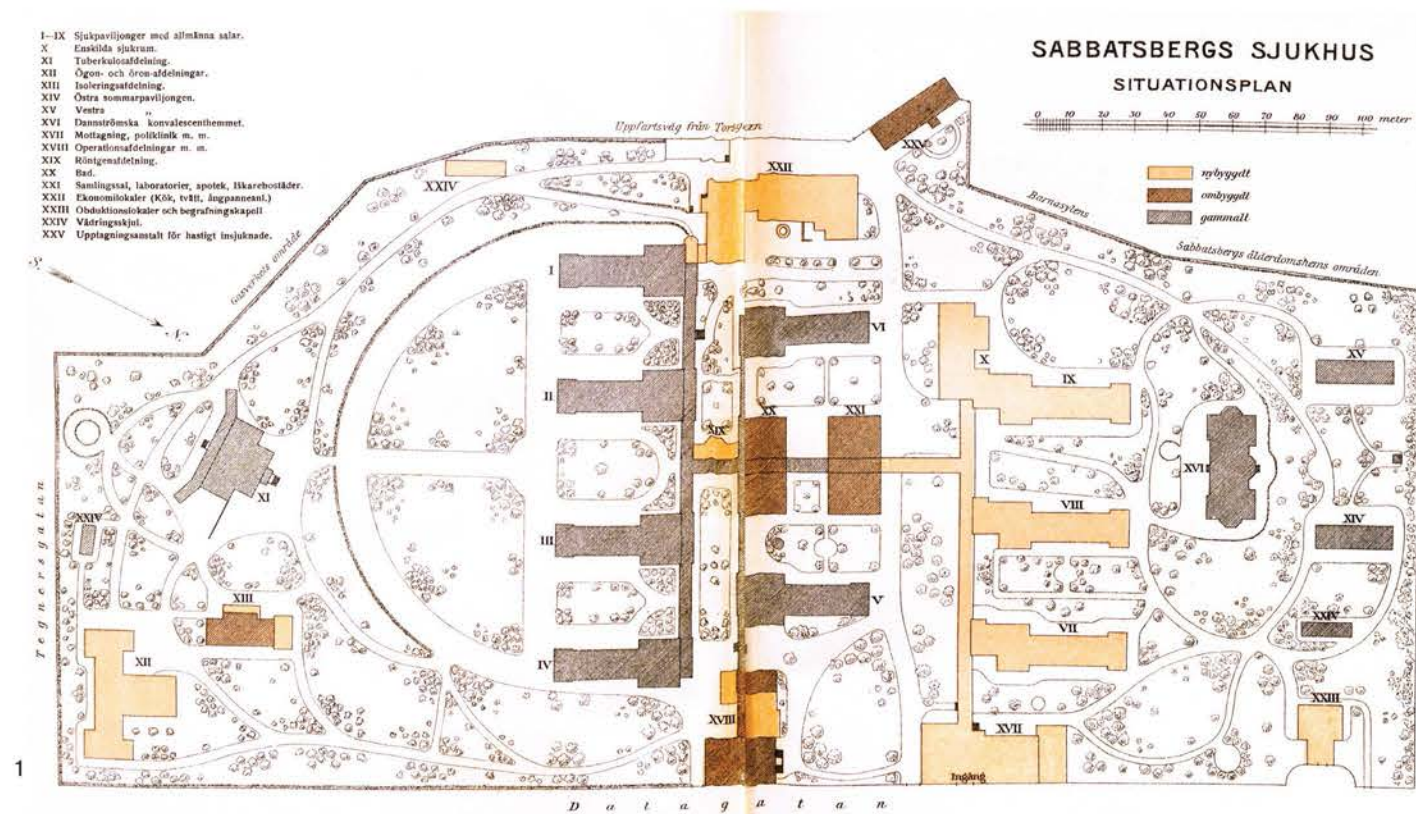 I—IX Sjukpaviljonger med allmänna salar.
X Enskilda sjukrum.
XI Tuberkulosafdelning.
XII Ögon- och öron-afdelningar.
XIII Isoleringsafdelning.
XIV Östra sommarpaviljongen.
XV Vestra „
XVI Dannströmska konvalescenthemmet.
XVII Mottagning, poliklinik m. m.
XVIII Operationsafdelningar m. m.
XIX Röntgenafdelning.
XX Bad.
XXI Samlingssal, laboratorier, apotek, läkarebostäder.
XXII Ekonomilokaler (Kök, tvätt, ångpanneanl.)
XXIII Obduktionslokaler och begrafningskapell
XXIV Vädringsskjul.
XXV Upptagningsanstalt för hastigt insjuknade.
SABBATSBERGS SJUKHUS
SITUATIONSPLAN
0 10 20 30 40 50 60 70 80 90 100 meter
nybyggdt
ombyggdt
gammalt
Uppfartsväg från Torsgatan
XXV
XXIV
XXII
Barnasylens
Sabbatsbergs ålderdomshems områden.
Gasverkets område
S.
N.
I
VI
X
IX
XV
II
XX
XXI
XIX
XI
XVI
XXIV
III
VIII
XIV
V
XIII
XXIV
VII
IV
XII
XVIII
XVII
XXIII
Tegnersgatan
Ingång
Dalagatan
1